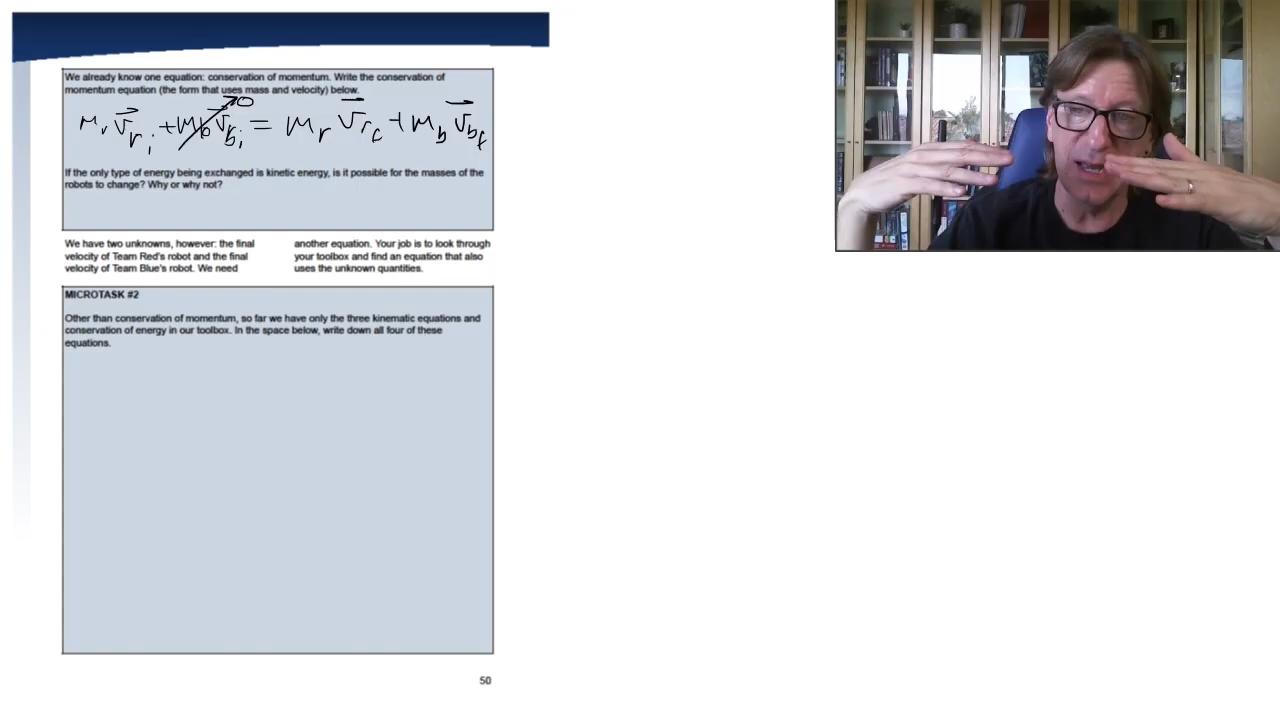 We already know one equation: conservation of momentum. Write the conservation of
momentum equation (the form that uses mass and velocity) below.
m_r v⃗_{r_i} + m_b v⃗_{b_i} → 0 = m_r v⃗_{r_f} + m_b v⃗_{b_f}
If the only type of energy being exchanged is kinetic energy, is it possible for the masses of the
robots to change? Why or why not?
We have two unknowns, however: the final
velocity of Team Red's robot and the final
velocity of Team Blue's robot. We need
another equation. Your job is to look through
your toolbox and find an equation that also
uses the unknown quantities.
MICROTASK #2
Other than conservation of momentum, so far we have only the three kinematic equations and
conservation of energy in our toolbox. In the space below, write down all four of these
equations.
50